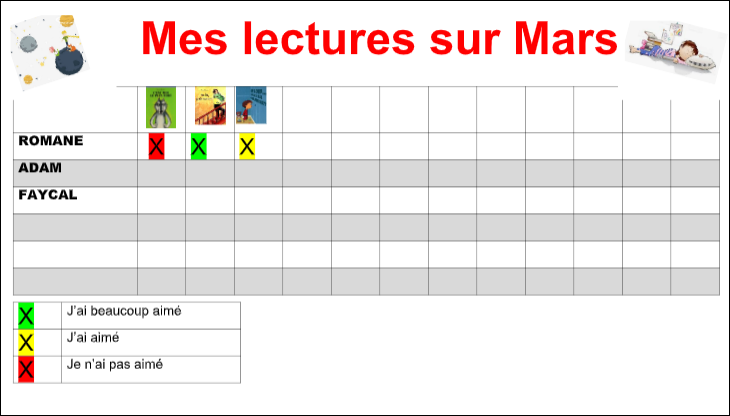 Mes lectures sur Mars
ROMANE X X X
ADAM
FAYCAL
X J'ai beaucoup aimé
X J'ai aimé
X Je n'ai pas aimé